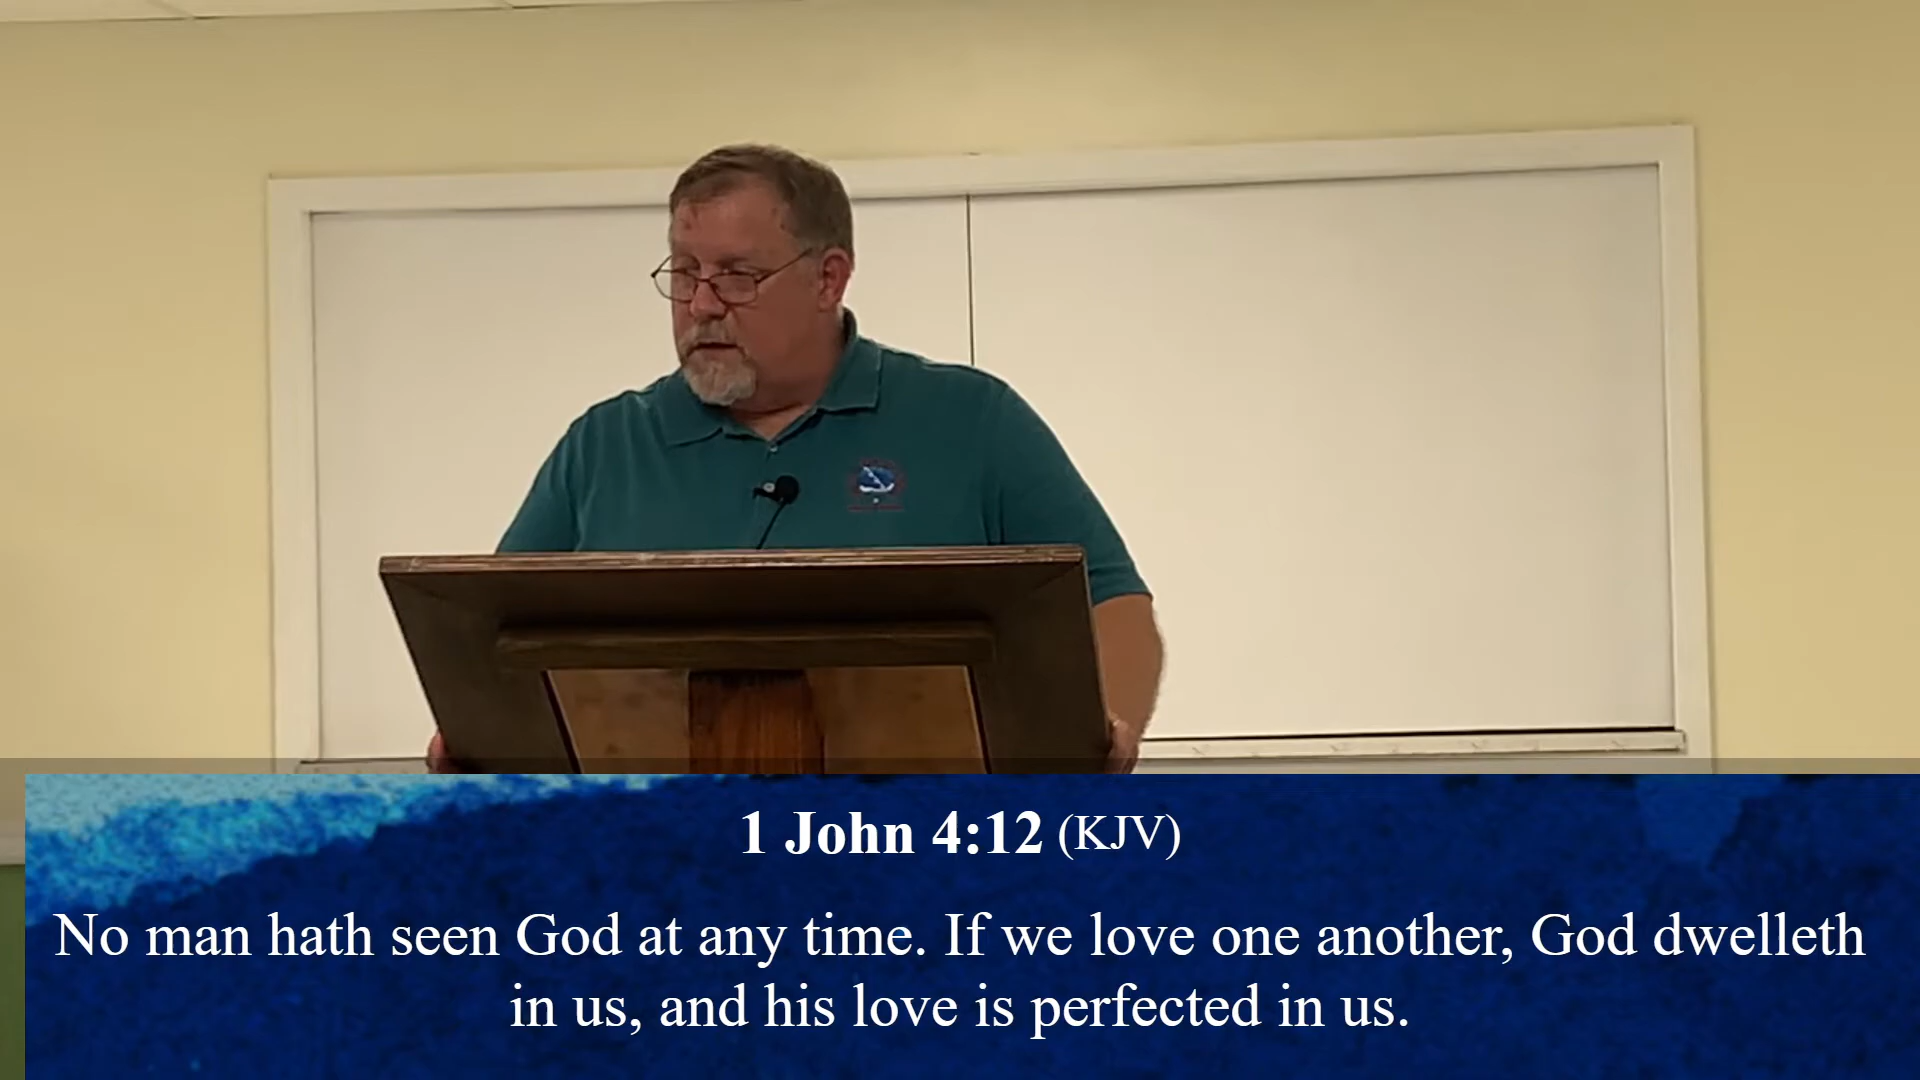 1 John 4:12 (KJV)
No man hath seen God at any time. If we love one another, God dwelleth
in us, and his love is perfected in us.